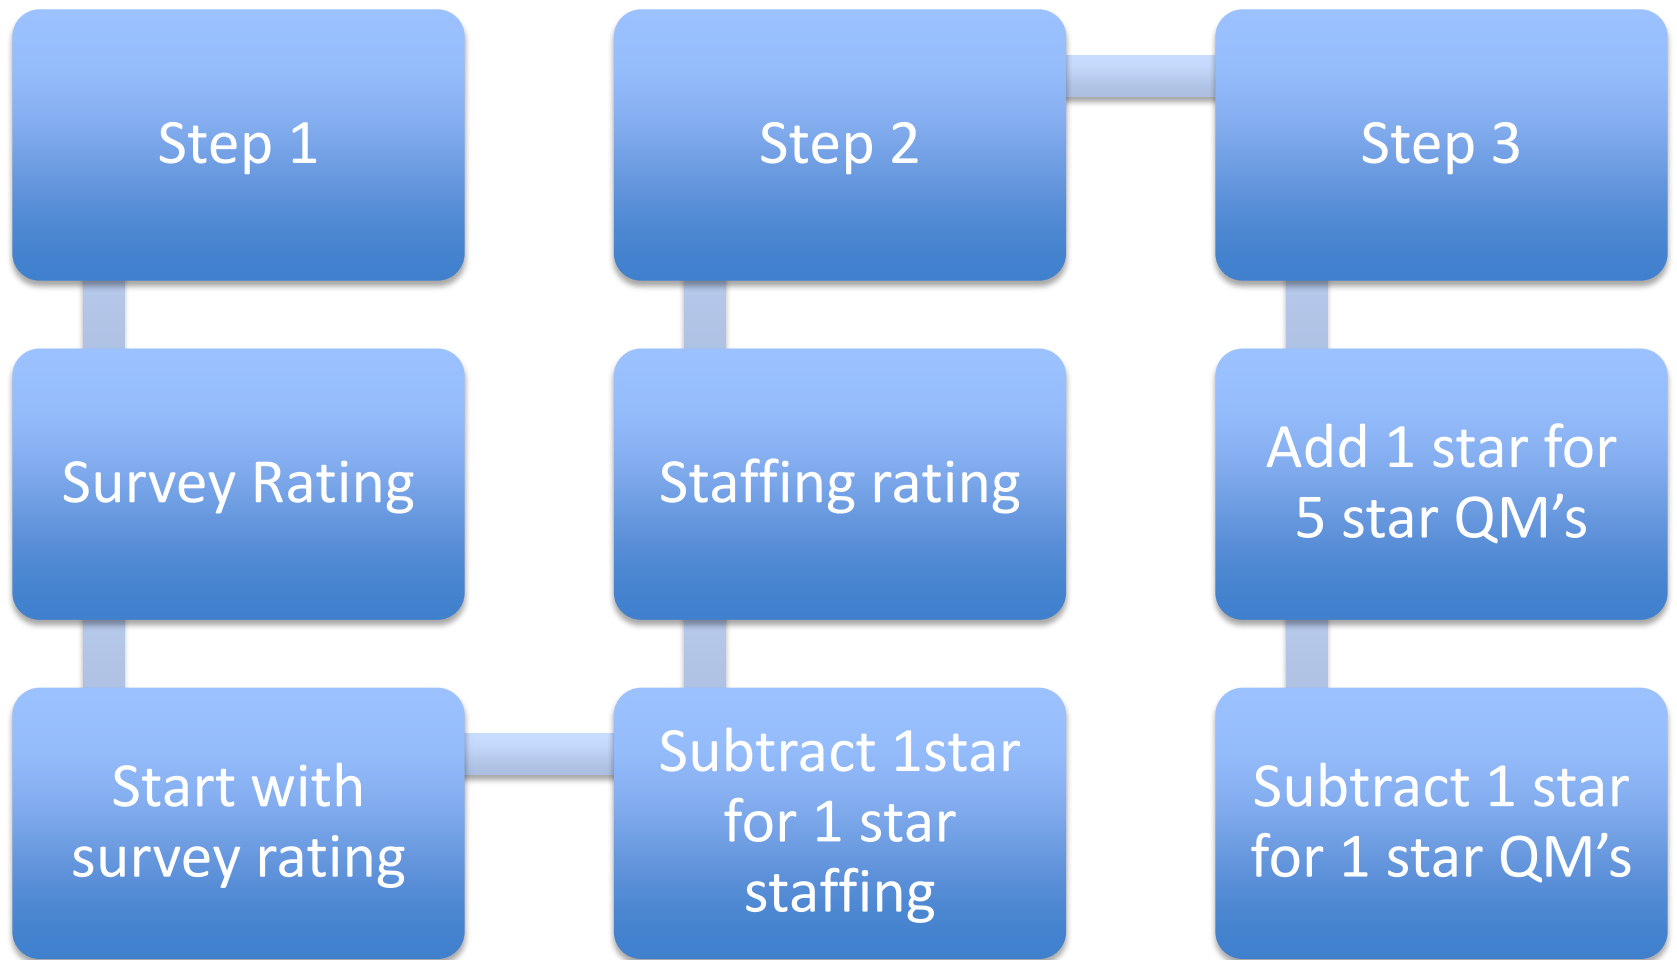 Step 1
Survey Rating
Start with
survey rating
Step 2
Staffing rating
Subtract 1star
for 1 star
staffing
Step 3
Add 1 star for
5 star QM’s
Subtract 1 star
for 1 star QM’s